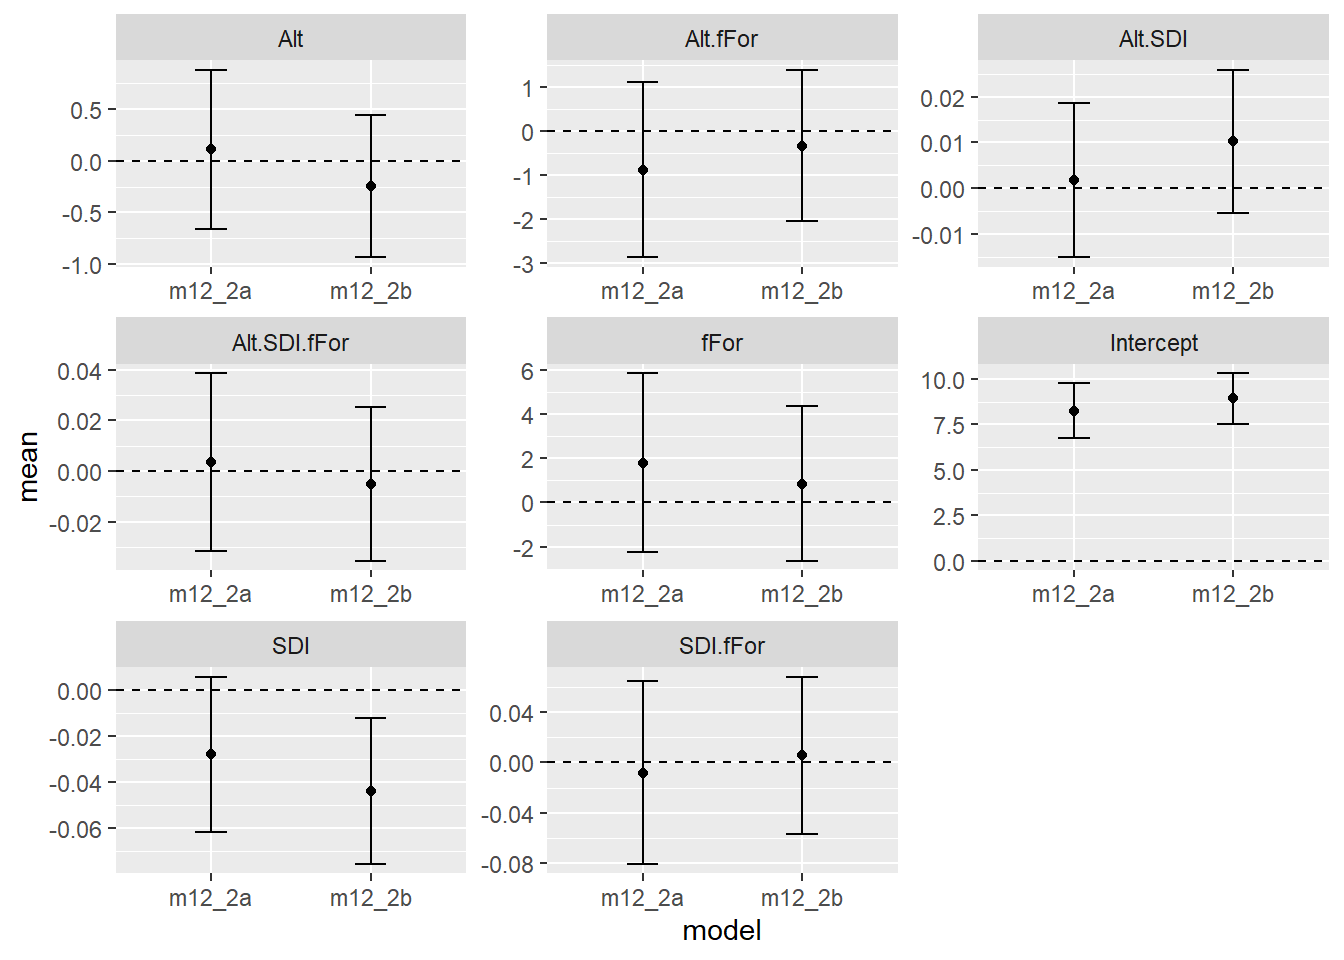 Alt
Alt.fFor
Alt.SDI
0.5
0.0
-0.5
-1.0
1
0
-1
-2
-3
0.02
0.01
0.00
-0.01
m12_2a m12_2b
m12_2a m12_2b
m12_2a m12_2b
Alt.SDI.fFor
fFor
Intercept
0.04
0.02
0.00
-0.02
6
4
2
0
-2
10.0
7.5
5.0
2.5
0.0
mean
m12_2a m12_2b
m12_2a m12_2b
m12_2a m12_2b
SDI
SDI.fFor
0.00
-0.02
-0.04
-0.06
0.04
0.00
-0.04
-0.08
m12_2a m12_2b
m12_2a m12_2b
model